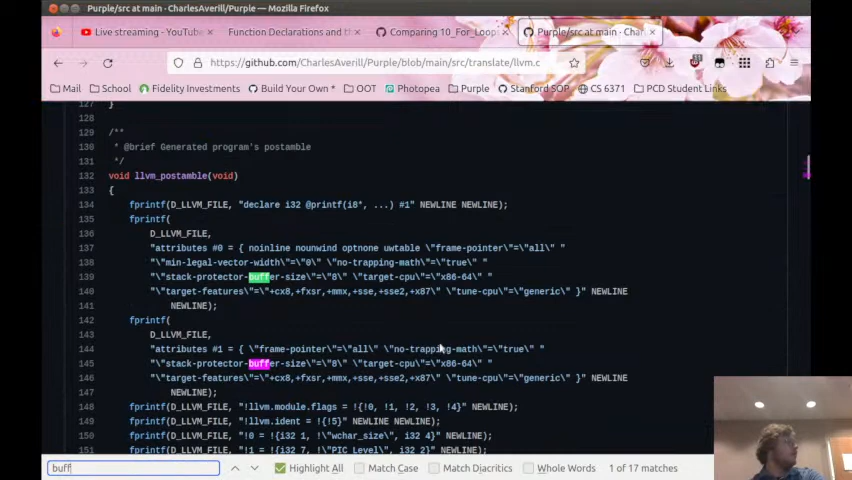 Purple/src at main · CharlesAverill/Purple — Mozilla Firefox
Live streaming - YouTube
Function Declarations and th
Comparing 10_For_Loops
Purple/src at main · Charl
https://github.com/CharlesAverill/Purple/blob/main/src/translate/llvm.c
Mail School Fidelity Investments Build Your Own * OOT Photopea Purple Stanford SOP CS 6371 PCD Student Links
127 }
128
129 /**
130 * @brief Generated program's postamble
131 */
132 void llvm_postamble(void)
133 {
134 fprintf(D_LLVM_FILE, "declare i32 @printf(i8*, ...) #1" NEWLINE NEWLINE);
135 fprintf(
136 D_LLVM_FILE,
137 "attributes #0 = { noinline nounwind optnone uwtable \"frame-pointer\"=\"all\" "
138 "\"min-legal-vector-width\"=\"0\" \"no-trapping-math\"=\"true\" "
139 "\"stack-protector-buffer-size\"=\"8\" \"target-cpu\"=\"x86-64\" "
140 "\"target-features\"=\"+cx8,+fxsr,+mmx,+sse,+sse2,+x87\" \"tune-cpu\"=\"generic\" }" NEWLINE
141 NEWLINE);
142 fprintf(
143 D_LLVM_FILE,
144 "attributes #1 = { \"frame-pointer\"=\"all\" \"no-trapping-math\"=\"true\" "
145 "\"stack-protector-buffer-size\"=\"8\" \"target-cpu\"=\"x86-64\" "
146 "\"target-features\"=\"+cx8,+fxsr,+mmx,+sse,+sse2,+x87\" \"tune-cpu\"=\"generic\" }" NEWLINE
147 NEWLINE);
148 fprintf(D_LLVM_FILE, "!llvm.module.flags = !{!0, !1, !2, !3, !4}" NEWLINE);
149 fprintf(D_LLVM_FILE, "!llvm.ident = !{!5}" NEWLINE NEWLINE);
150 fprintf(D_LLVM_FILE, "!0 = !{i32 1, !\"wchar_size\", i32 4}" NEWLINE);
151 fprintf(D_LLVM_FILE, "!1 = !{i32 7, !\"PIC Level\", i32 2}" NEWLINE);
buff
Highlight All Match Case Match Diacritics Whole Words 1 of 17 matches